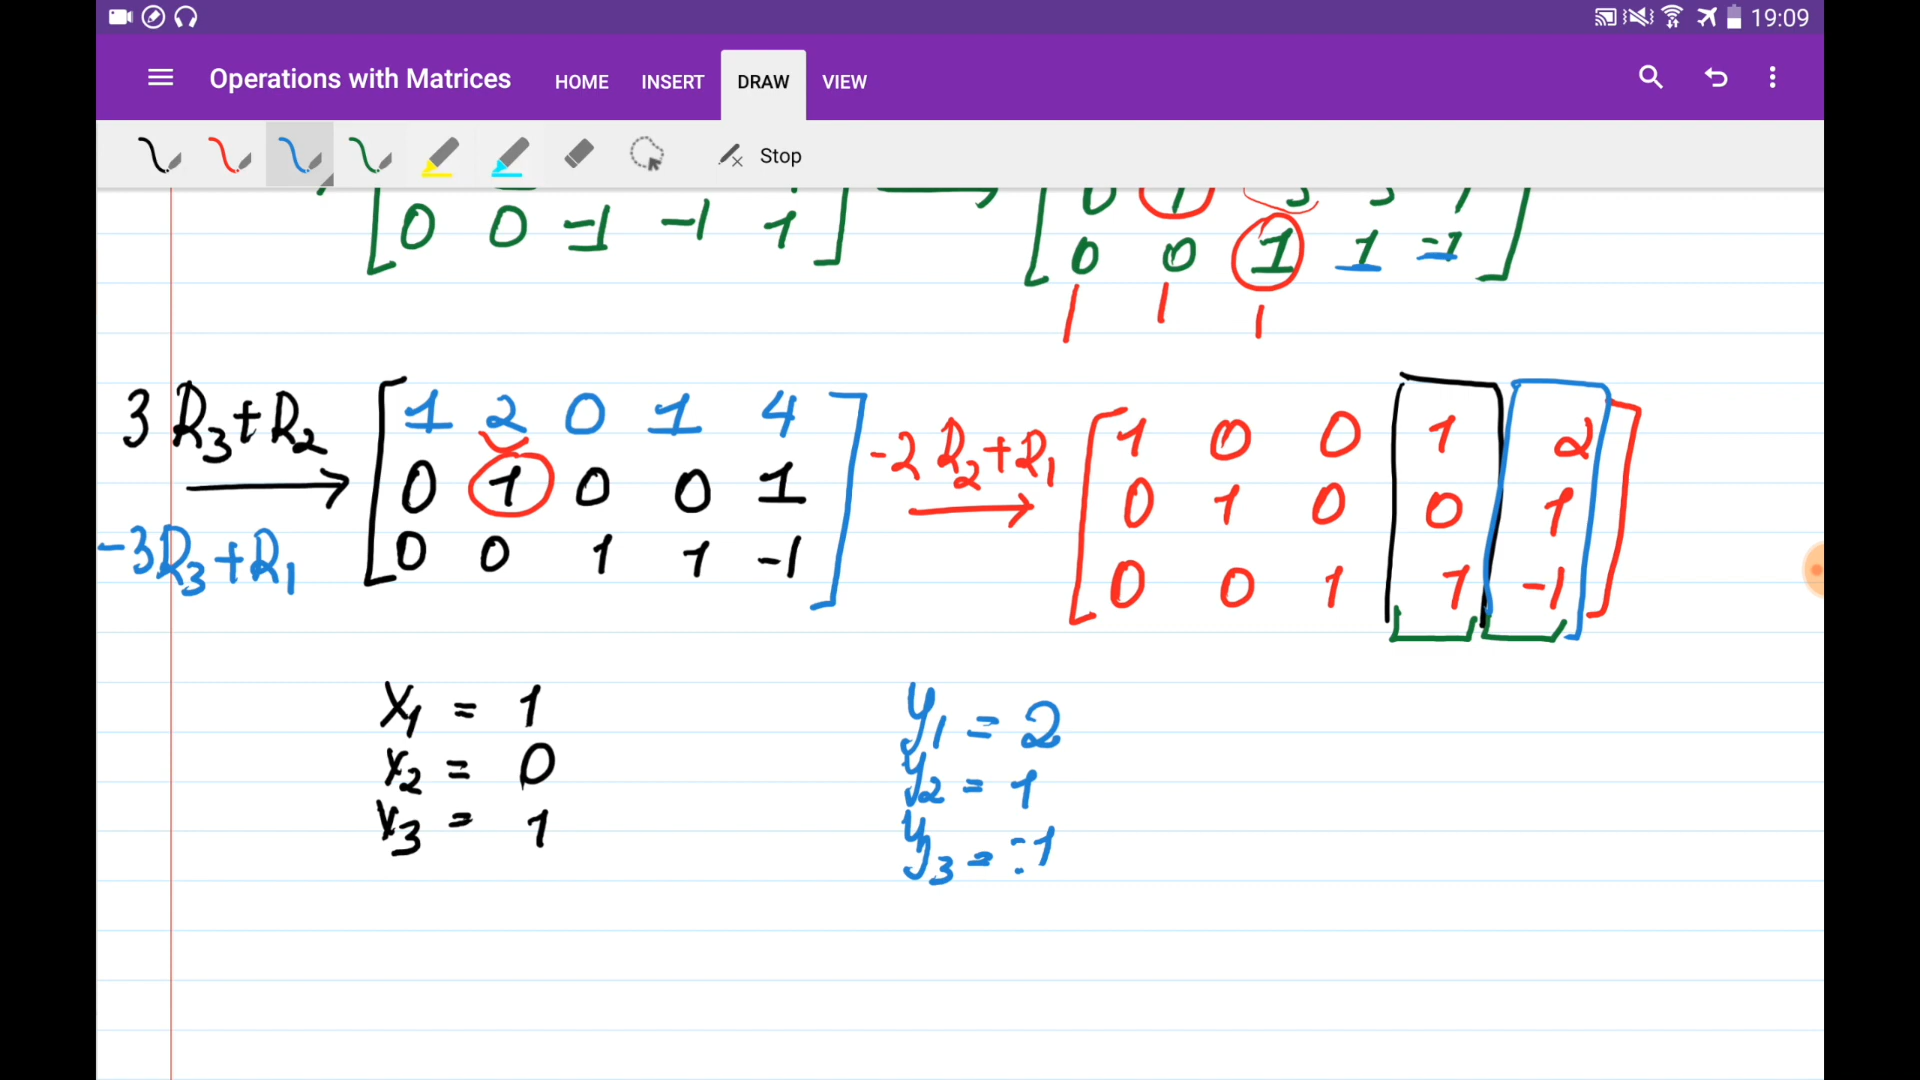 19:09
Operations with Matrices HOME INSERT DRAW VIEW
Stop
0 0 -1 -1 1
0 0 1 1 -1
3R₃+R₂
-3R₃+R₁
1 2 0 1 4
0 1 0 0 1
0 0 1 1 -1
-2R₂+R₁
1 0 0 1 2
0 1 0 0 1
0 0 1 1 -1
x₁ = 1
x₂ = 0
x₃ = 1
y₁ = 2
y₂ = 1
y₃ = -1